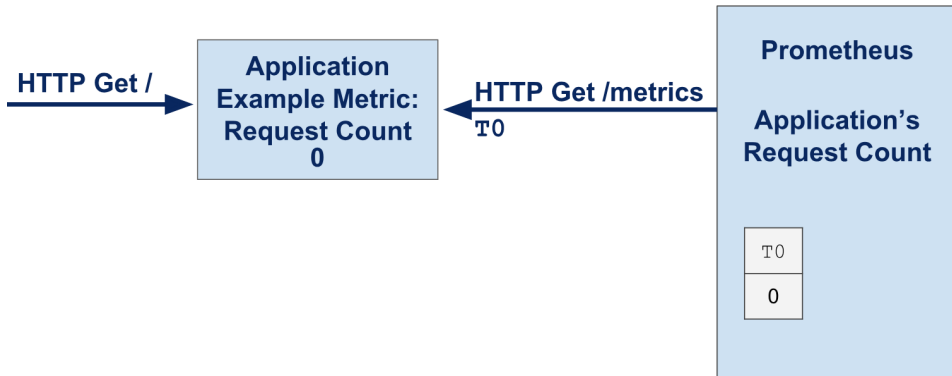 HTTP Get /
Application
Example Metric:
Request Count
0
HTTP Get /metrics
T0
Prometheus
Application's
Request Count
T0
0